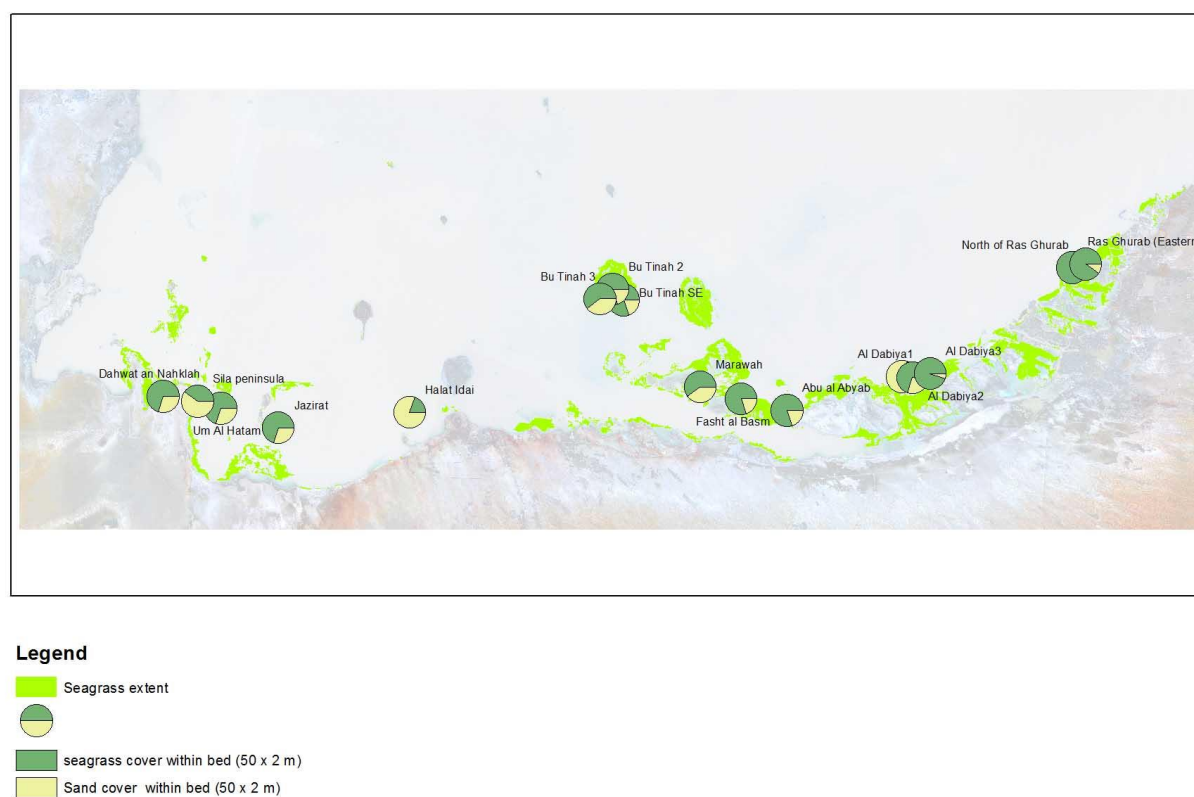 North of Ras Ghurab
Ras Ghurab (Eastern
Bu Tinah 2
Bu Tinah 3
Bu Tinah SE
Al Dabiya1
Al Dabiya3
Marawah
Dahwat an Nahklah
Sila peninsula
Halat Idai
Abu al Abyab
Al Dabiya2
Jazirat
Fasht al Basm
Um Al Hatam
Legend
Seagrass extent
seagrass cover within bed (50 x 2 m)
Sand cover within bed (50 x 2 m)